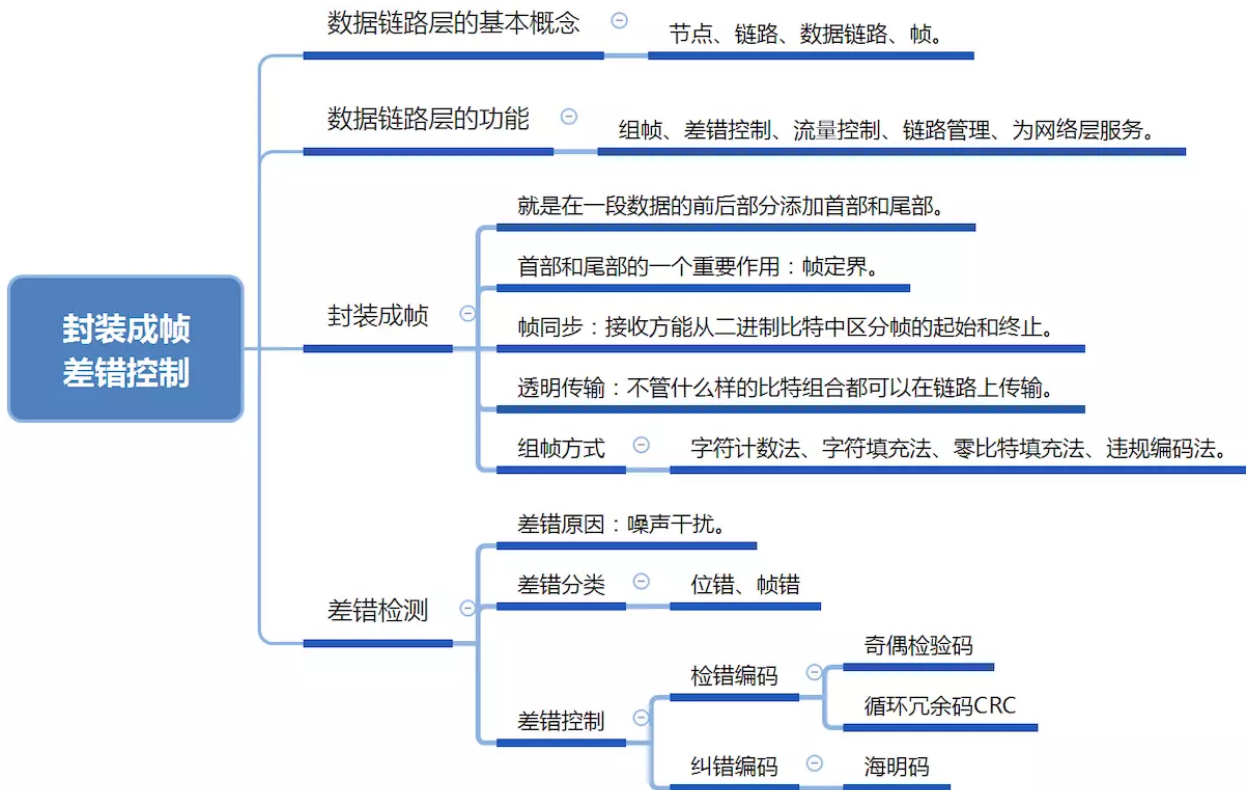 封装成帧
差错控制
数据链路层的基本概念
节点、链路、数据链路、帧。
数据链路层的功能
组帧、差错控制、流量控制、链路管理、为网络层服务。
封装成帧
就是在一段数据的前后部分添加首部和尾部。
首部和尾部的一个重要作用：帧定界。
帧同步：接收方能从二进制比特中区分帧的起始和终止。
透明传输：不管什么样的比特组合都可以在链路上传输。
组帧方式
字符计数法、字符填充法、零比特填充法、违规编码法。
差错检测
差错原因：噪声干扰。
差错分类
位错、帧错
差错控制
检错编码
奇偶检验码
循环冗余码CRC
纠错编码
海明码